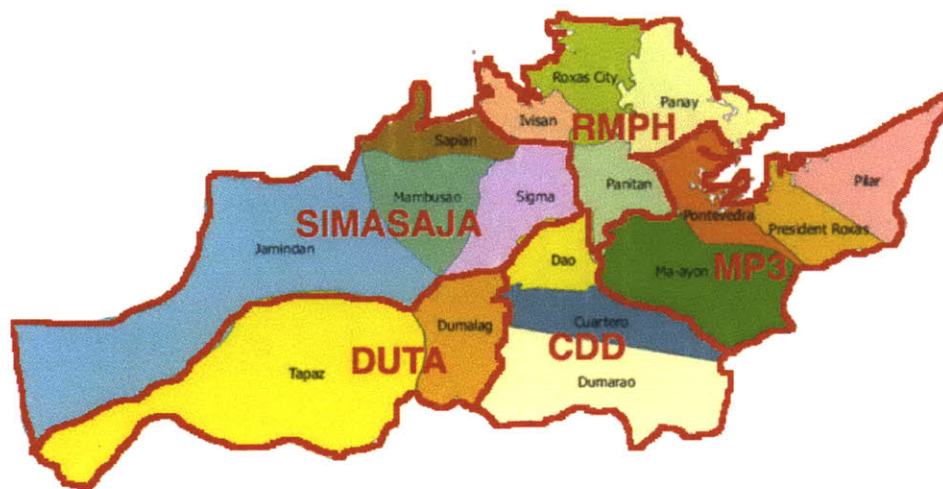 Roxas City
Panay
Ivisan
RMPH
Sapian
Pilar
Mambusao
Sigma
Panitan
Pontevedra
President Roxas
SIMASAJA
Jamindan
Dao
Ma-ayon
MP3
Cuartero
Dumalag
DUTA
CDD
Tapaz
Dumarao